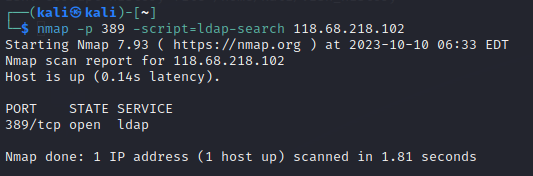 ┌──(kali㉿kali)-[~]
└─$ nmap -p 389 -script=ldap-search 118.68.218.102
Starting Nmap 7.93 ( https://nmap.org ) at 2023-10-10 06:33 EDT
Nmap scan report for 118.68.218.102
Host is up (0.14s latency).
PORT    STATE SERVICE
389/tcp open  ldap
Nmap done: 1 IP address (1 host up) scanned in 1.81 seconds